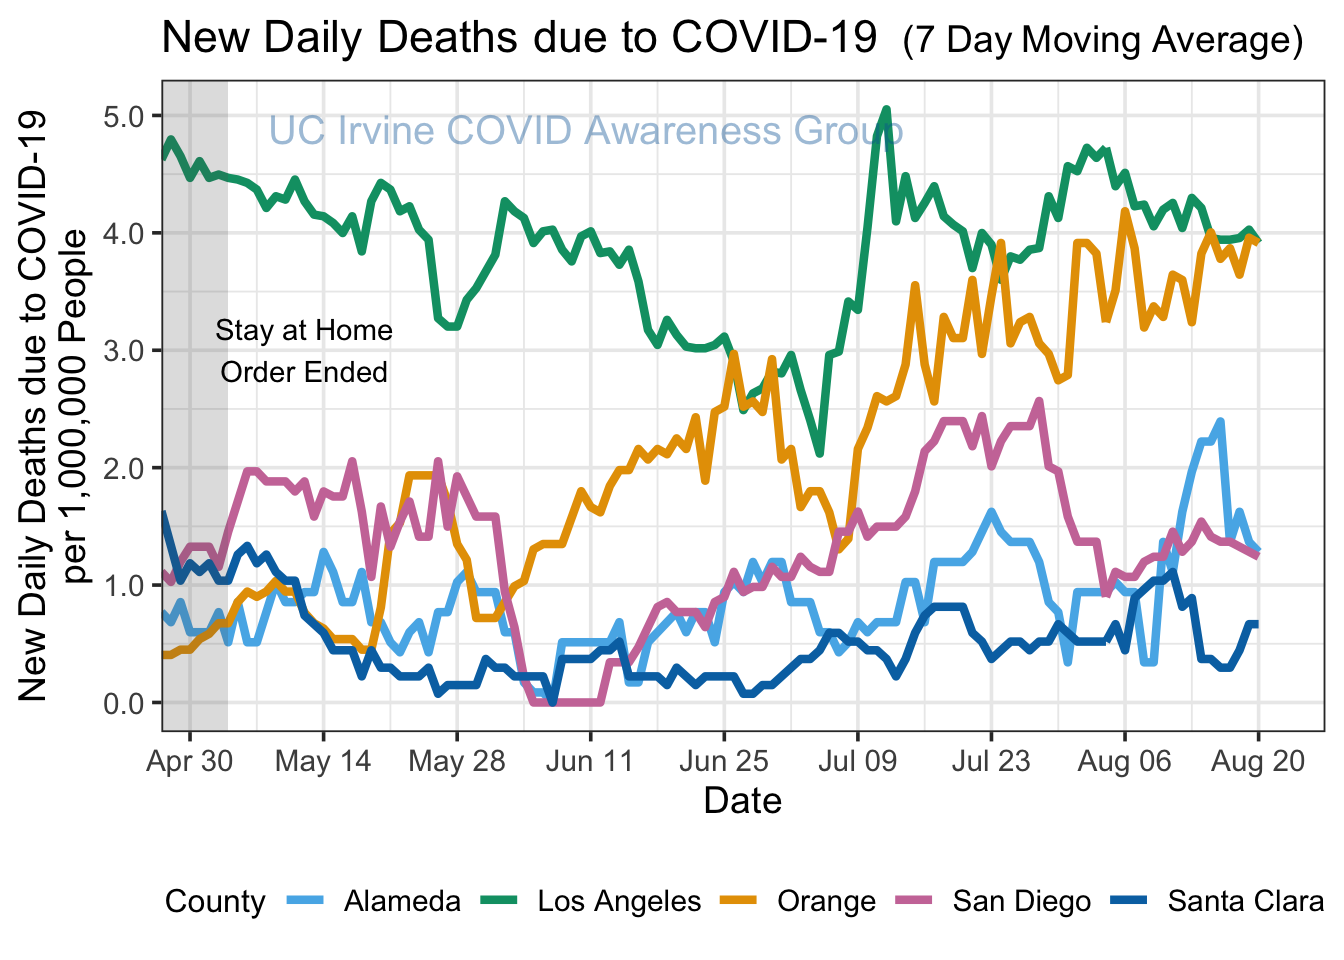 New Daily Deaths due to COVID-19 (7 Day Moving Average)
New Daily Deaths due to COVID-19
per 1,000,000 People
5.0
4.0
3.0
2.0
1.0
0.0
UC Irvine COVID Awareness Group
Stay at Home
Order Ended
Apr 30 May 14 May 28 Jun 11 Jun 25 Jul 09 Jul 23 Aug 06 Aug 20
Date
County Alameda Los Angeles Orange San Diego Santa Clara